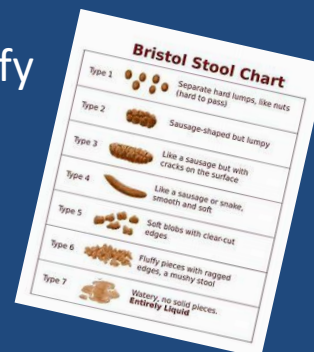 fy
Bristol Stool Chart
Type 1
Separate hard lumps, like nuts
(hard to pass)
Type 2
Sausage-shaped but lumpy
Type 3
Like a sausage but with
cracks on the surface
Type 4
Like a sausage or snake,
smooth and soft
Type 5
Soft blobs with clear-cut
edges
Type 6
Fluffy pieces with ragged
edges, a mushy stool
Type 7
Watery, no solid pieces.
Entirely Liquid